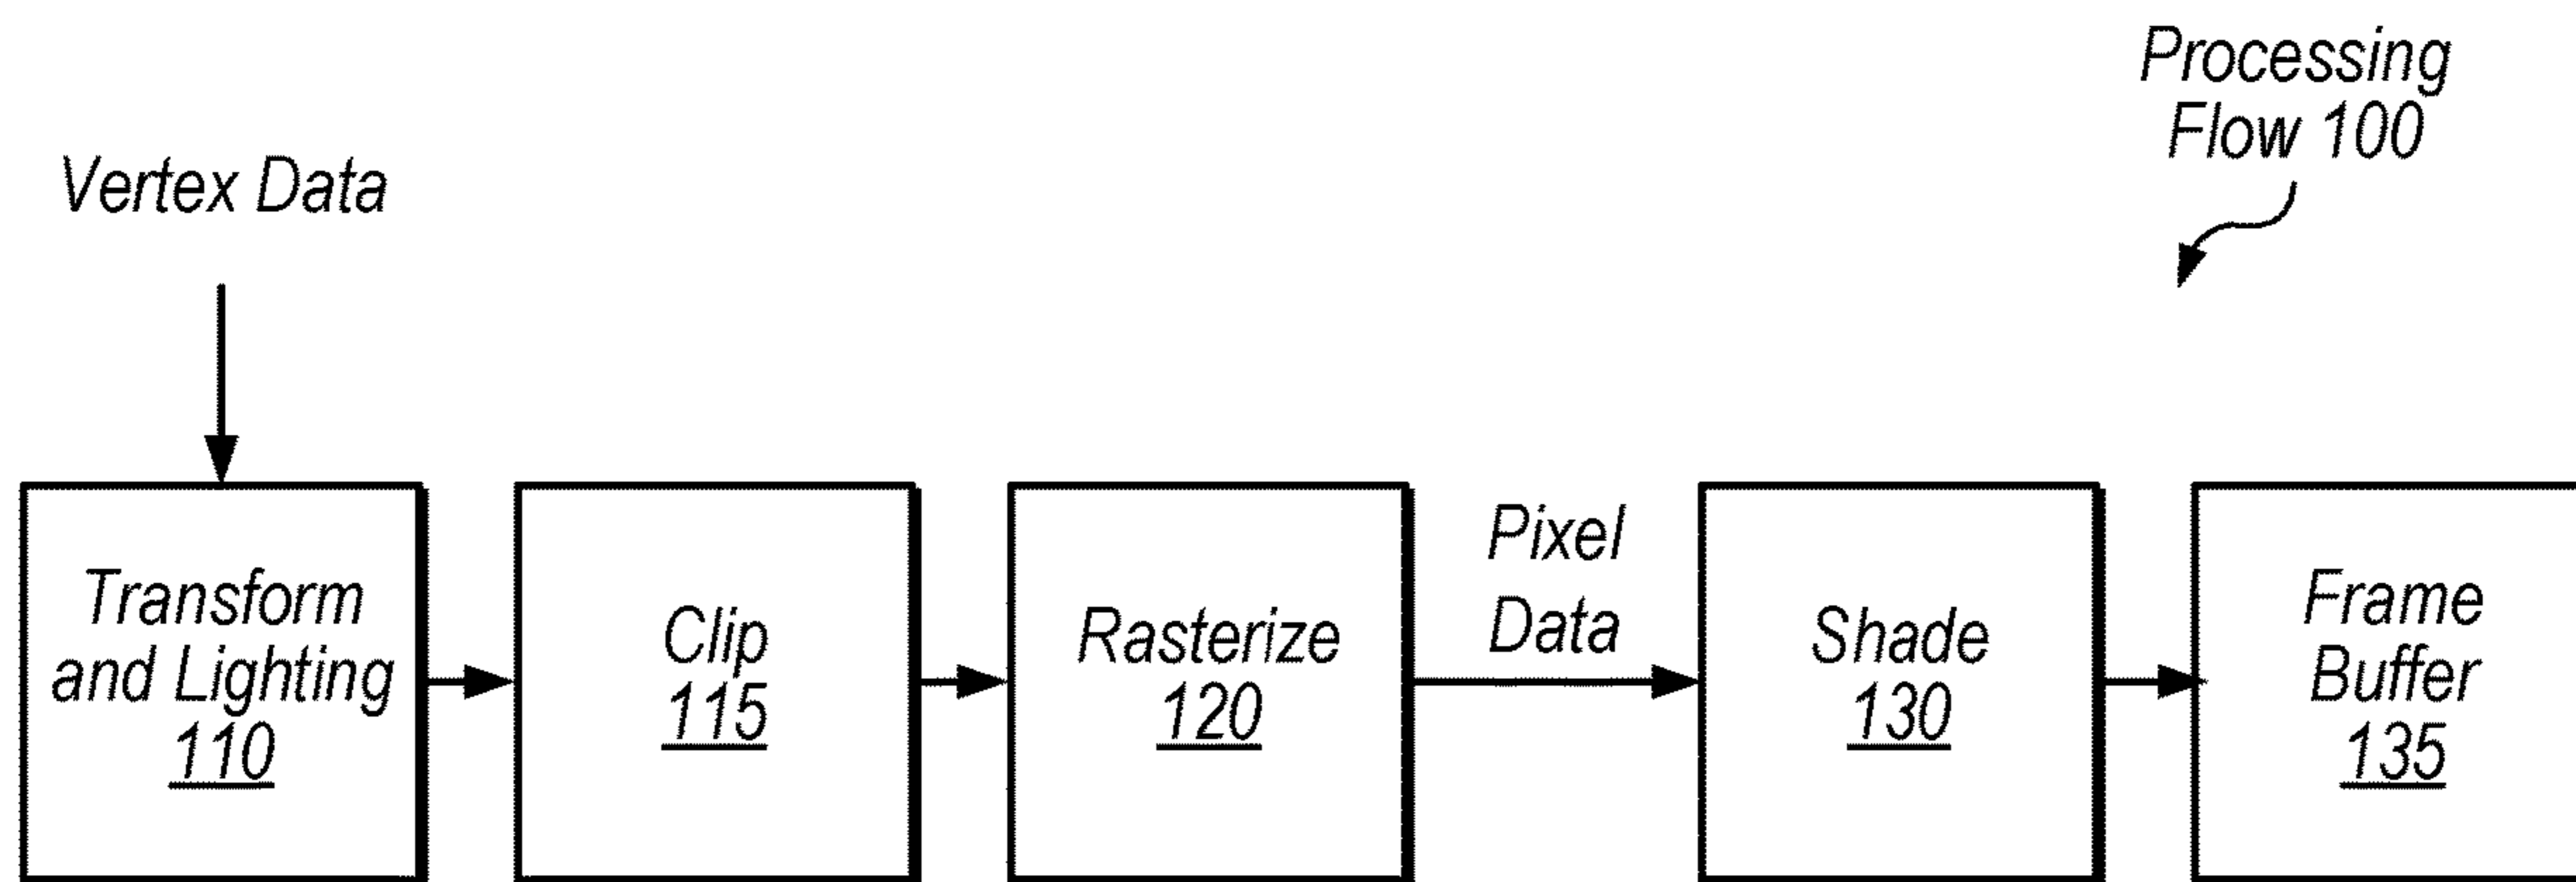 Processing
Flow 100
Vertex Data
Transform
and Lighting
110
Clip
115
Rasterize
120
Pixel
Data
Shade
130
Frame
Buffer
135